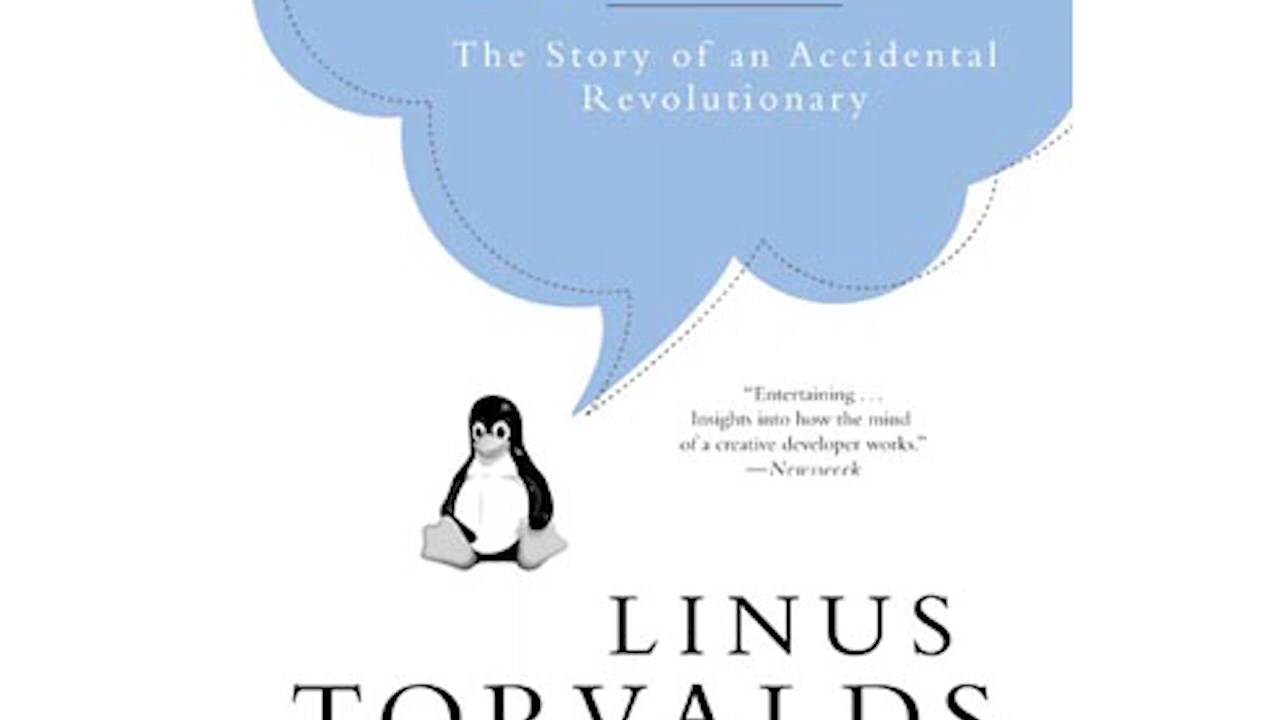 The Story of an Accidental
Revolutionary
“Entertaining . . .
Insights into how the mind
of a creative developer works.”
—Newsweek
LINUS
TORVALDS